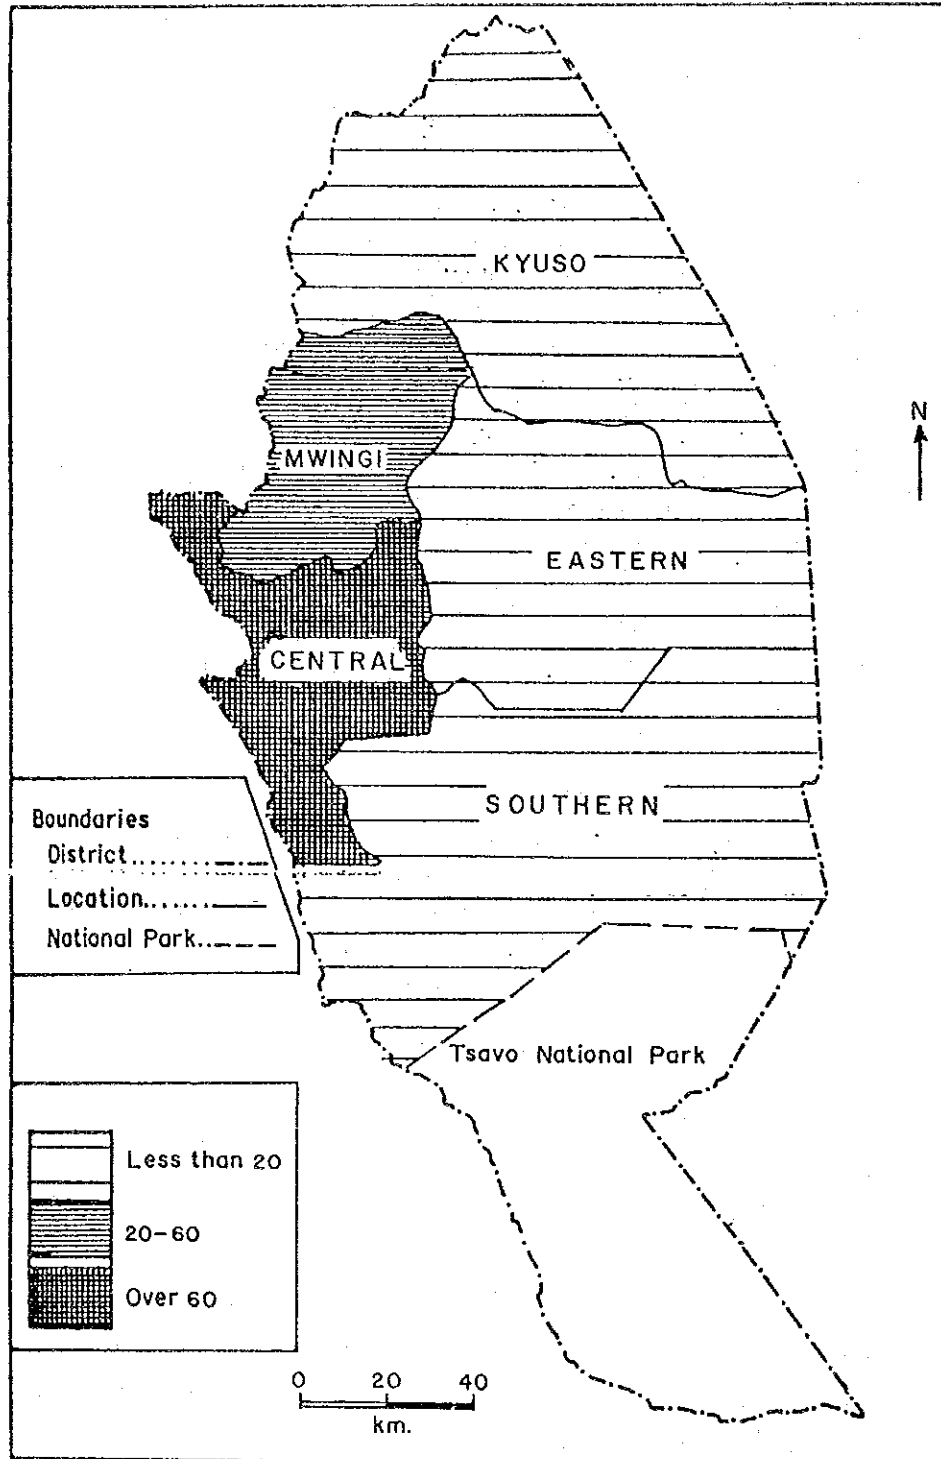 KYUSO
N
MWINGI
EASTERN
CENTRAL
SOUTHERN
Boundaries
District
Location
National Park
Tsavo National Park
Less than 20
20-60
Over 60
0 20 40
km.